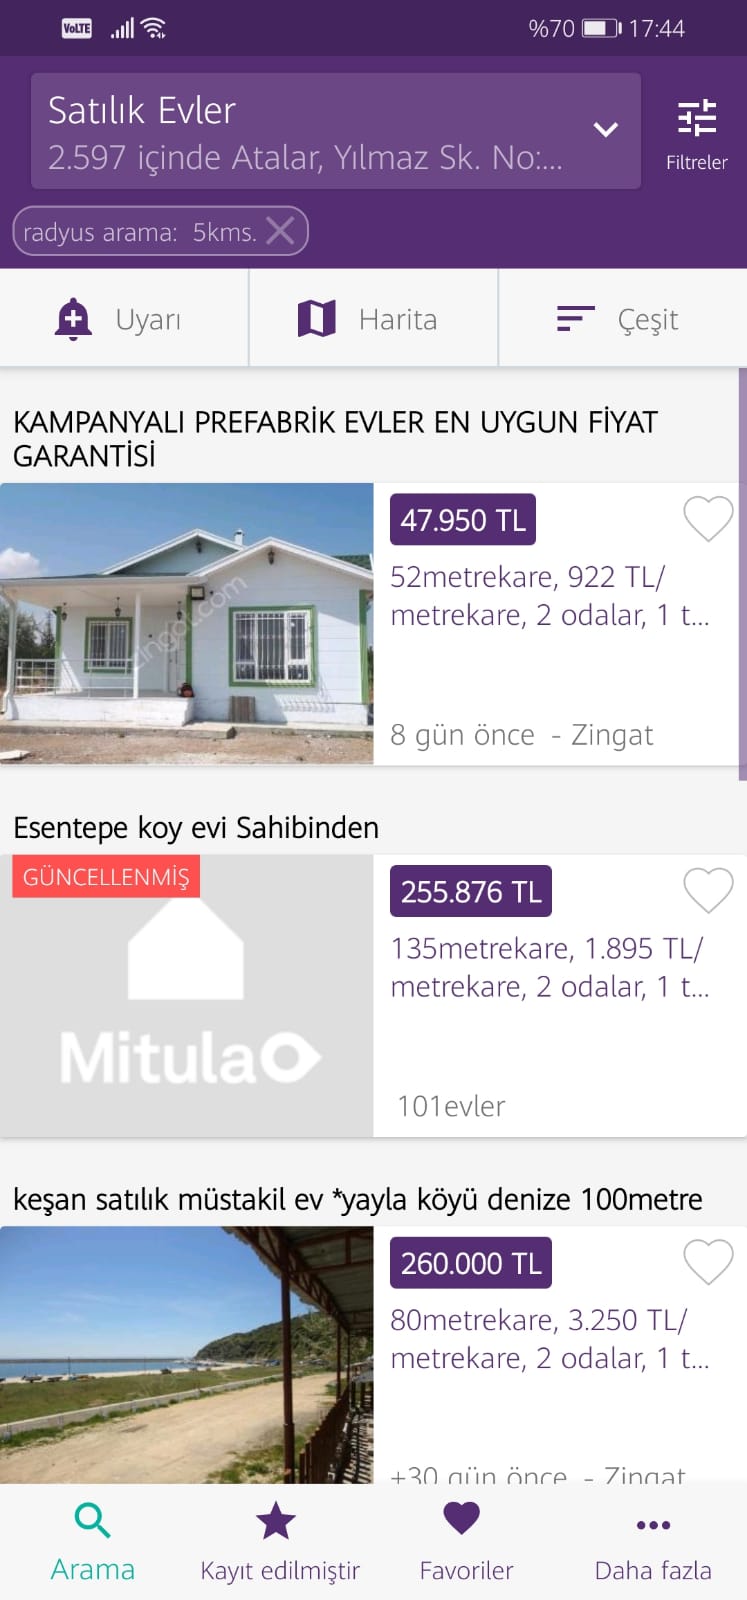 VoLTE
%70 17:44
Satılık Evler
2.597 içinde Atalar, Yılmaz Sk. No:...
Filtreler
radyus arama: 5kms.
Uyarı
Harita
Çeşit
KAMPANYALI PREFABRİK EVLER EN UYGUN FİYAT
GARANTİSİ
zingat.com
47.950 TL
52metrekare, 922 TL/
metrekare, 2 odalar, 1 t...
8 gün önce - Zingat
Esentepe koy evi Sahibinden
GÜNCELLENMİŞ
Mitula
255.876 TL
135metrekare, 1.895 TL/
metrekare, 2 odalar, 1 t...
101evler
keşan satılık müstakil ev *yayla köyü denize 100metre
260.000 TL
80metrekare, 3.250 TL/
metrekare, 2 odalar, 1 t...
+30 gün önce - Zingat
Arama
Kayıt edilmiştir
Favoriler
Daha fazla